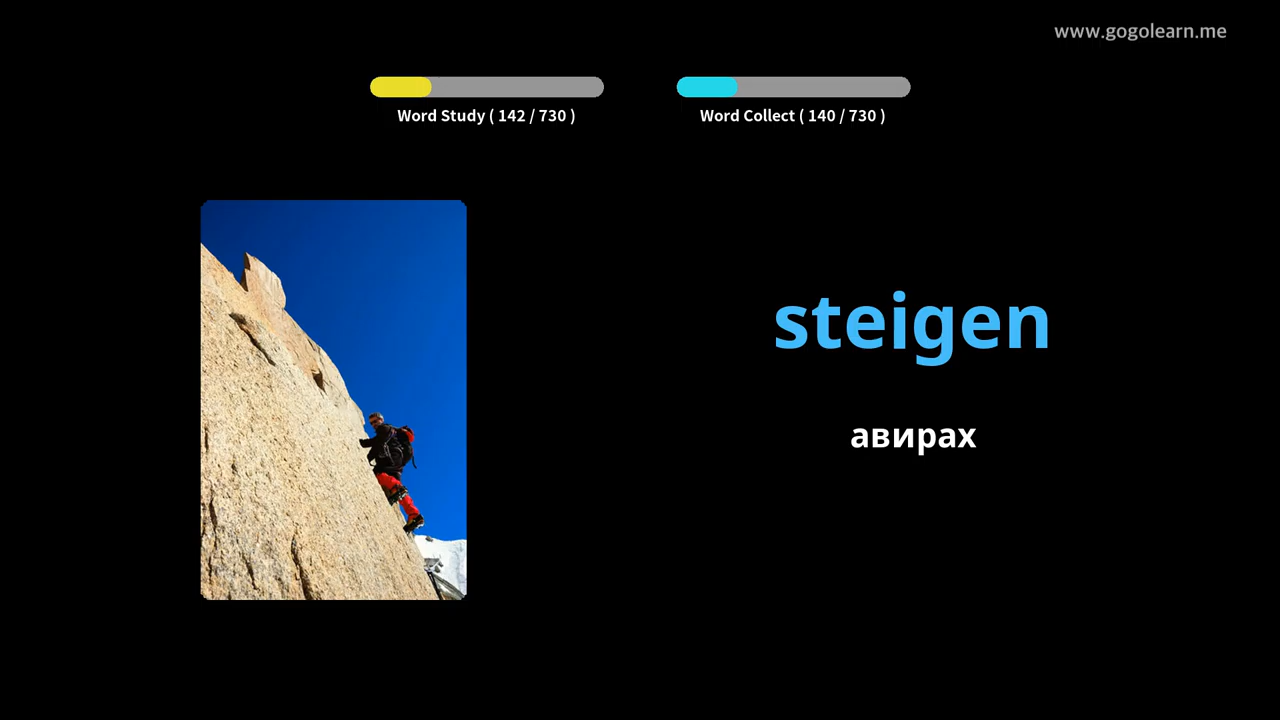 www.gogolearn.me
Word Study ( 142 / 730 )
Word Collect ( 140 / 730 )
steigen
авирах